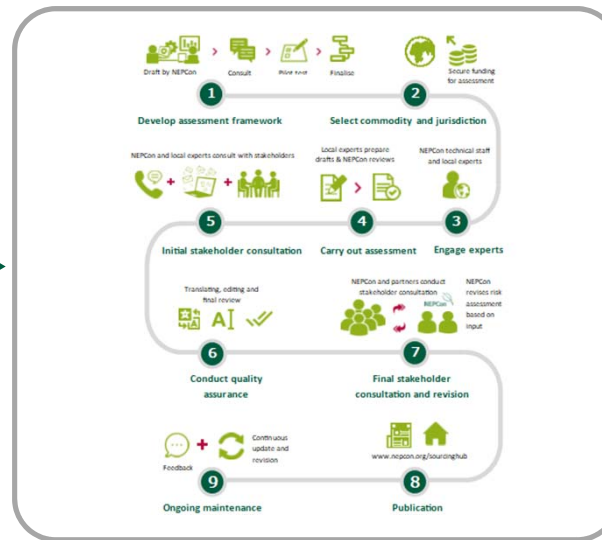 Draft by NEPCon
Consult
Pilot test
Finalise
Secure funding
for assessment
1
2
Develop assessment framework
Select commodity and jurisdiction
NEPCon and local experts consult with stakeholders
Local experts prepare
drafts & NEPCon reviews
NEPCon technical staff
and local experts
5
4
3
Initial stakeholder consultation
Carry out assessment
Engage experts
Translating, editing and
final review
A
NEPCon and partners conduct
stakeholder consultation
NEPCon
NEPCon
revises risk
assessment
based on
input
6
7
Conduct quality
assurance
Final stakeholder
consultation and revision
Feedback
Continuous
update and
revision
www.nepcon.org/sourcinghub
9
8
Ongoing maintenance
Publication